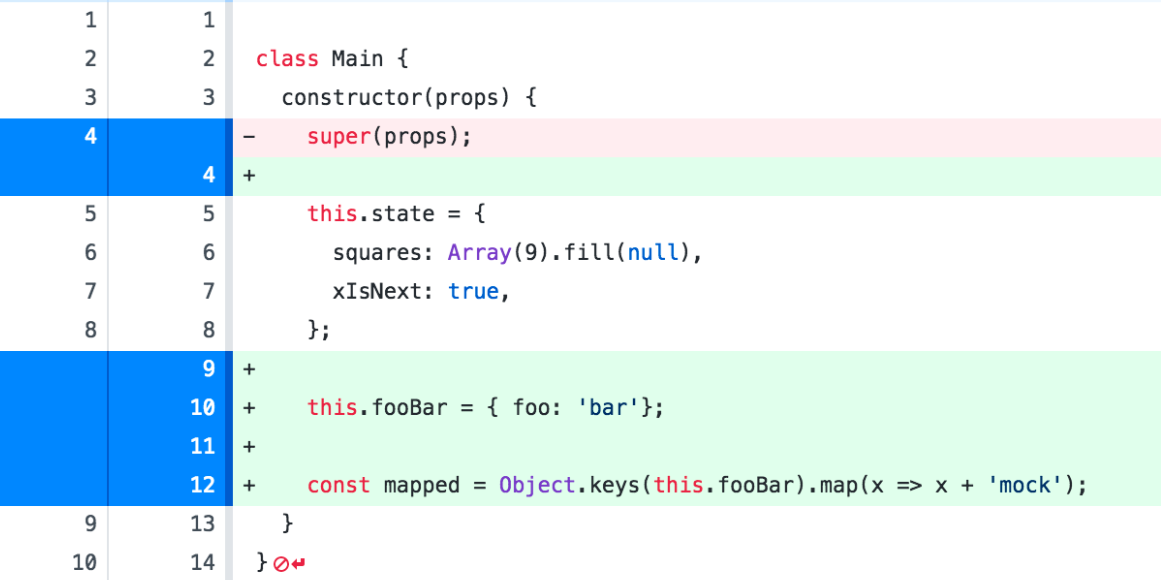 1 1
2 2 class Main {
3 3 constructor(props) {
4 - super(props);
4 +
5 5 this.state = {
6 6 squares: Array(9).fill(null),
7 7 xIsNext: true,
8 8 };
9 +
10 + this.fooBar = { foo: 'bar'};
11 +
12 + const mapped = Object.keys(this.fooBar).map(x => x + 'mock');
9 13 }
10 14 }